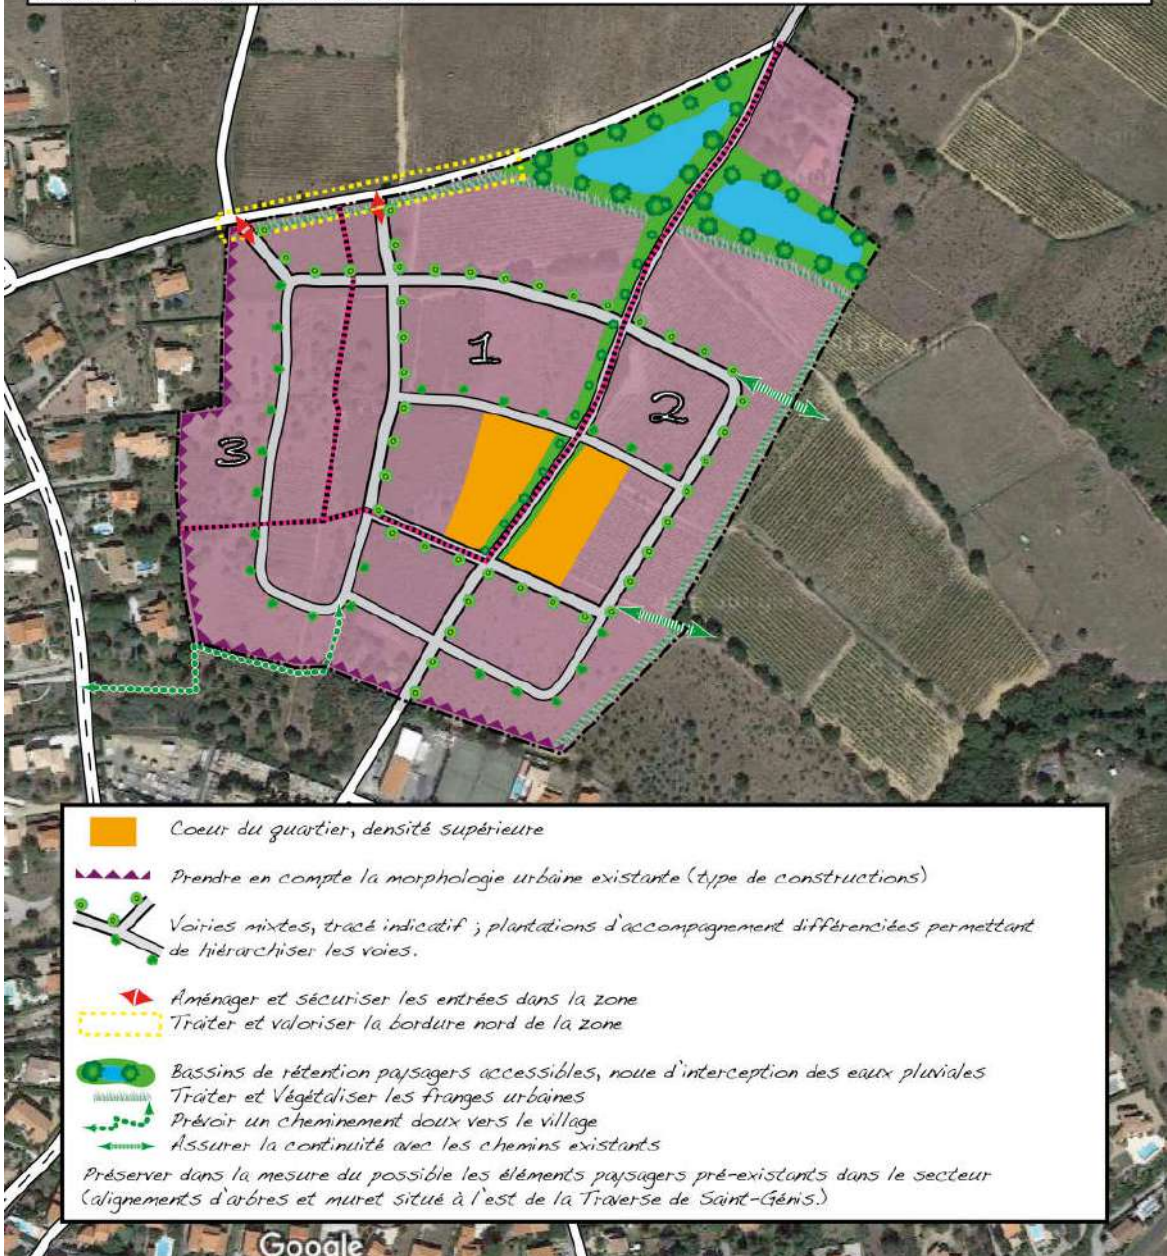 1
2
3
Coeur du quartier, densité supérieure
Prendre en compte la morphologie urbaine existante (type de constructions)
Voiries mixtes, tracé indicatif ; plantations d'accompagnement différenciées permettant
de hiérarchiser les voies.
Aménager et sécuriser les entrées dans la zone
Traiter et valoriser la bordure nord de la zone
Bassins de rétention paysagers accessibles, noue d'interception des eaux pluviales
Traiter et Végétaliser les franges urbaines
Prévoir un cheminement doux vers le village
Assurer la continuité avec les chemins existants
Préserver dans la mesure du possible les éléments paysagers pré-existants dans le secteur
(alignements d'arbres et muret situé à l'est de la Traverse de Saint-Génis.)
Google